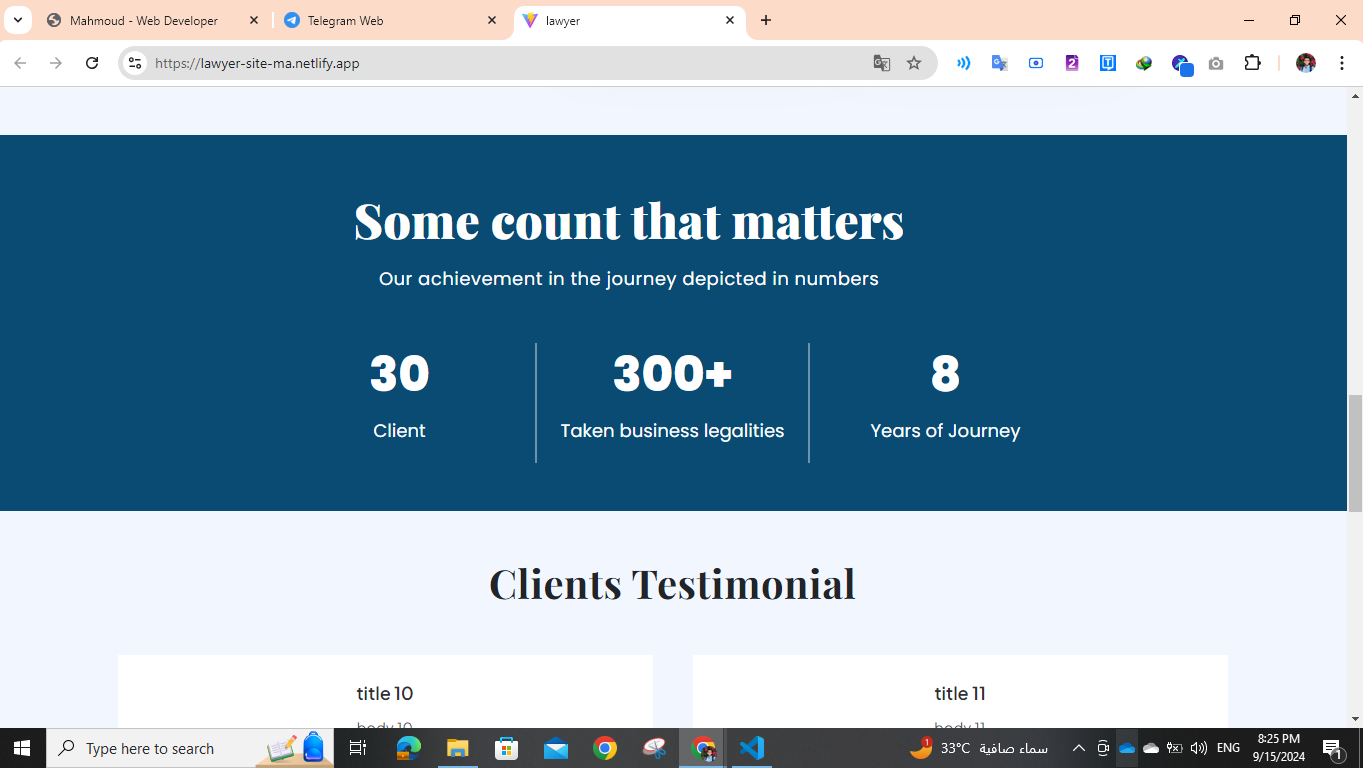 Mahmoud - Web Developer
Telegram Web
lawyer
https://lawyer-site-ma.netlify.app
Some count that matters
Our achievement in the journey depicted in numbers
30
300+
8
Client
Taken business legalities
Years of Journey
Clients Testimonial
title 10
title 11
body 10
body 11
Type here to search
1
33°C سماء صافية
ENG
8:25 PM
9/15/2024
1